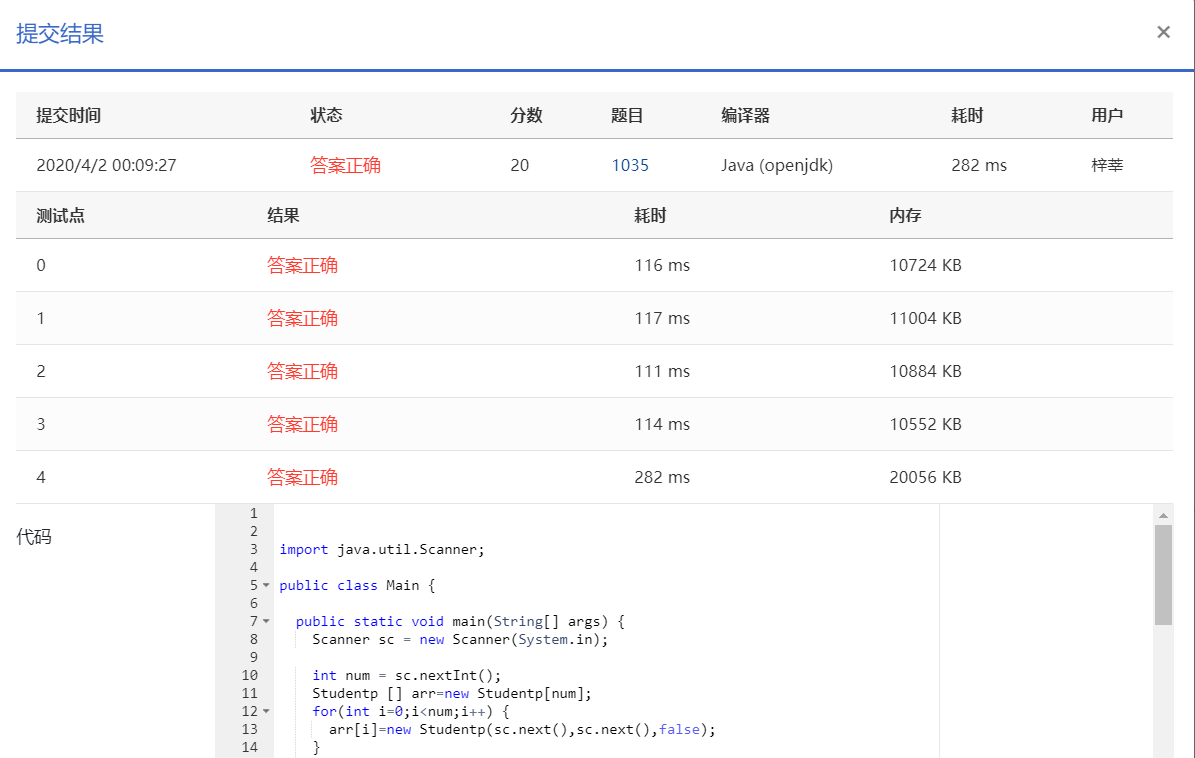 提交结果
×
提交时间 状态 分数 题目 编译器 耗时 用户
2020/4/2 00:09:27 答案正确 20 1035 Java (openjdk) 282 ms 梓莘
测试点 结果 耗时 内存
0 答案正确 116 ms 10724 KB
1 答案正确 117 ms 11004 KB
2 答案正确 111 ms 10884 KB
3 答案正确 114 ms 10552 KB
4 答案正确 282 ms 20056 KB
代码
1
2
3 import java.util.Scanner;
4
5 public class Main {
6
7 public static void main(String[] args) {
8 Scanner sc = new Scanner(System.in);
9
10 int num = sc.nextInt();
11 Studentp [] arr=new Studentp[num];
12 for(int i=0;i<num;i++) {
13 arr[i]=new Studentp(sc.next(),sc.next(),false);
14 }